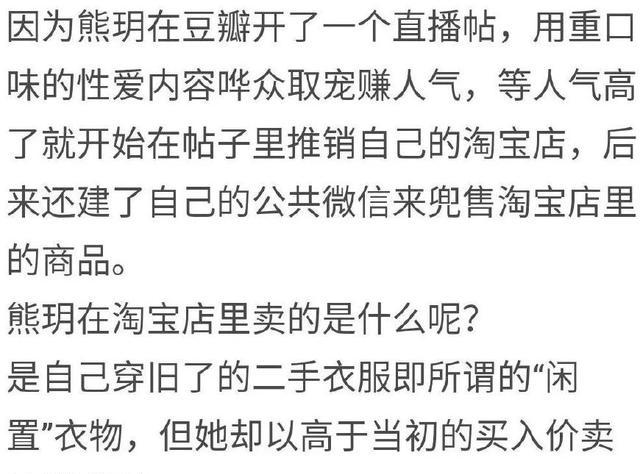 因为熊玥在豆瓣开了一个直播帖，用重口
味的性爱内容哗众取宠赚人气，等人气高
了就开始在帖子里推销自己的淘宝店，后
来还建了自己的公共微信来兜售淘宝店里
的商品。
熊玥在淘宝店里卖的是什么呢？
是自己穿旧了的二手衣服即所谓的“闲
置”衣物，但她却以高于当初的买入价卖